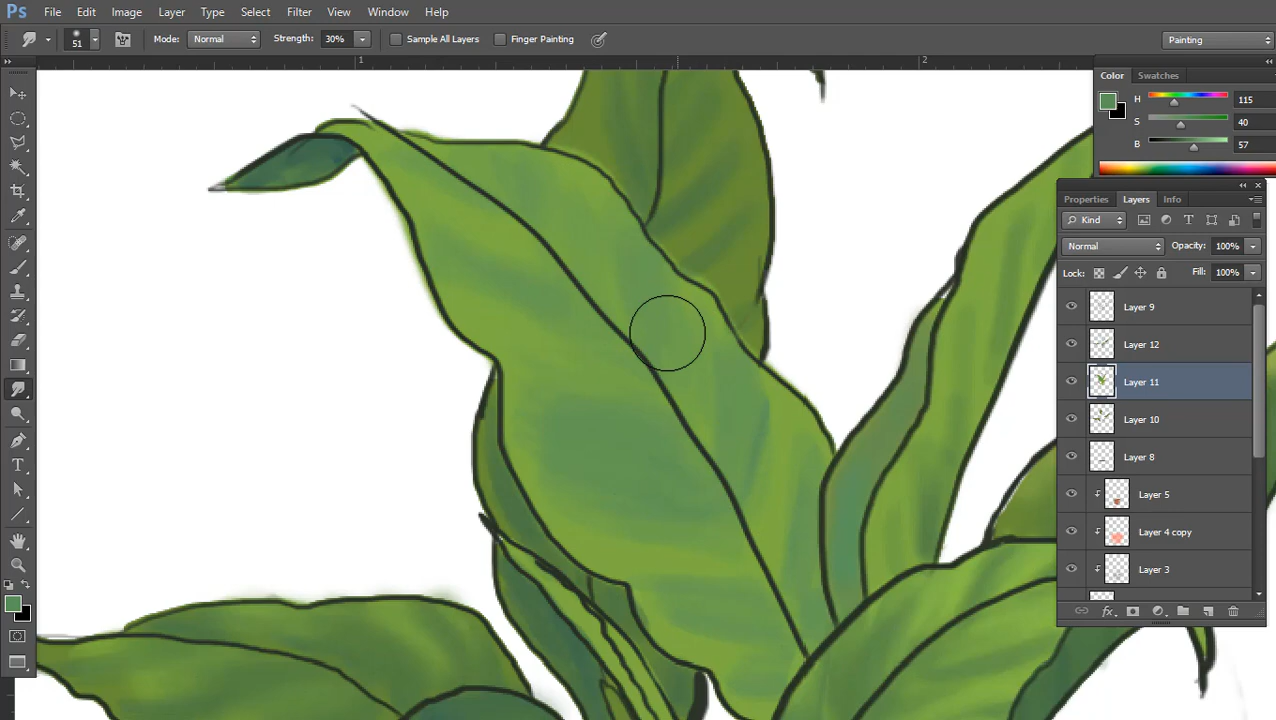 Ps File Edit Image Layer Type Select Filter View Window Help
51 Mode: Normal Strength: 30% Sample All Layers Finger Painting Painting
1 2
Color Swatches
H 115
S 40
B 57
Properties Layers Info
Kind T
Normal Opacity: 100%
Lock: Fill: 100%
Layer 9
Layer 12
Layer 11
Layer 10
Layer 8
Layer 5
Layer 4 copy
Layer 3
fx